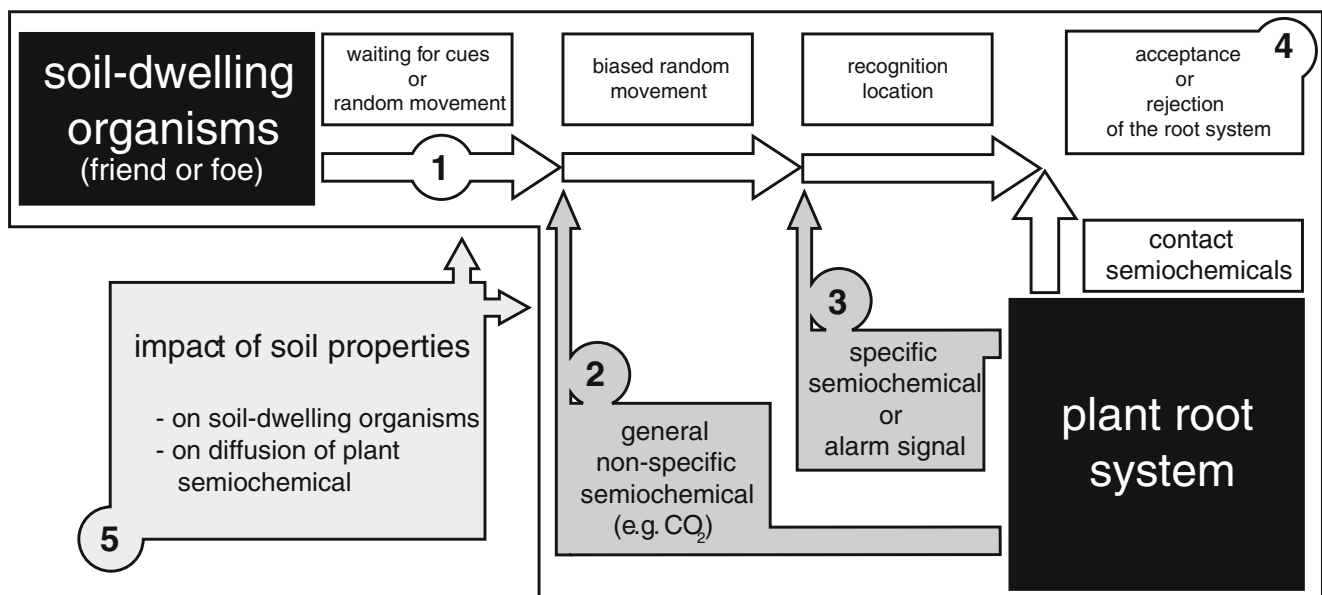 soil-dwelling
organisms
(friend or foe)
waiting for cues
or
random movement
biased random
movement
recognition
location
acceptance
or
rejection
of the root system
4
1
contact
semiochemicals
impact of soil properties
- on soil-dwelling organisms
- on diffusion of plant
semiochemical
5
2
general
non-specific
semiochemical
(e.g. CO₂)
3
specific
semiochemical
or
alarm signal
plant root
system